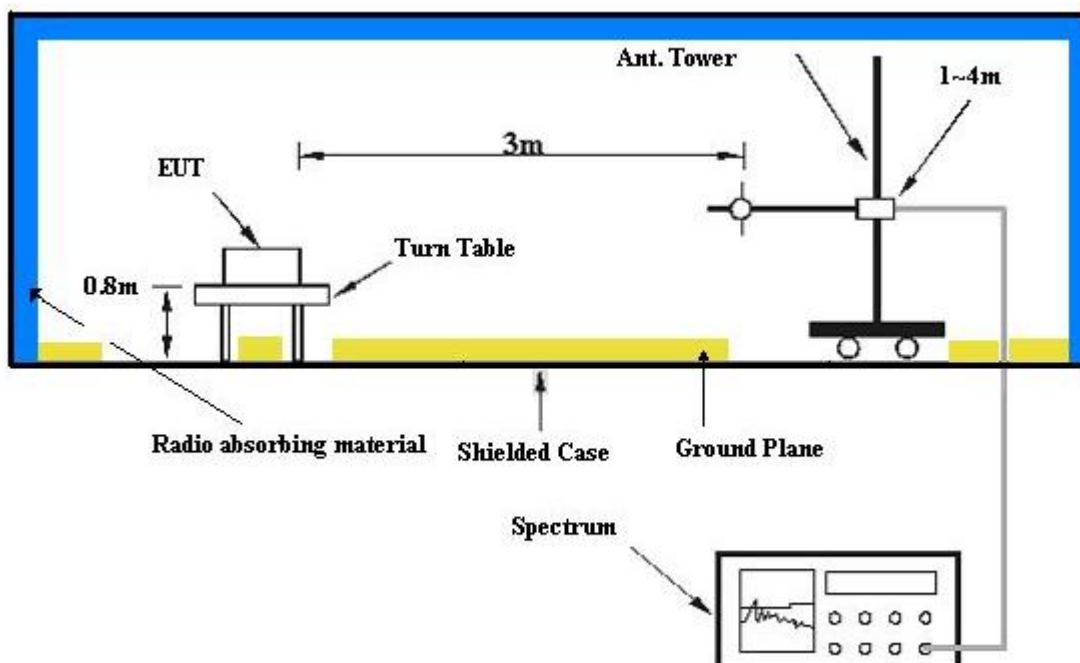 Ant. Tower
1~4m
3m
EUT
Turn Table
0.8m
Radio absorbing material
Shielded Case
Ground Plane
Spectrum